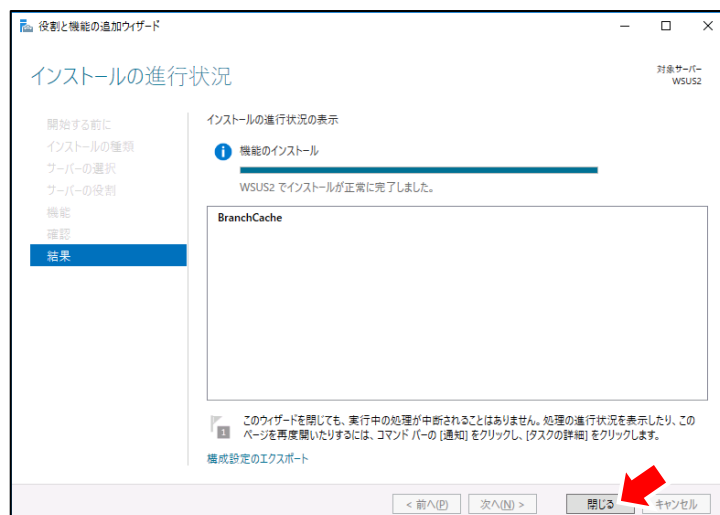 役割と機能の追加ウィザード
インストールの進行状況
対象サーバー
WSUS2
開始する前に
インストールの種類
サーバーの選択
サーバーの役割
機能
確認
結果
インストールの進行状況の表示
機能のインストール
WSUS2 でインストールが正常に完了しました。
BranchCache
1
このウィザードを閉じても、実行中の処理が中断されることはありません。処理の進行状況を表示したり、この
ページを再度開いたりするには、コマンド バーの [通知] をクリックし、[タスクの詳細] をクリックします。
構成設定のエクスポート
< 前へ(P)
次へ(N) >
閉じる
キャンセル